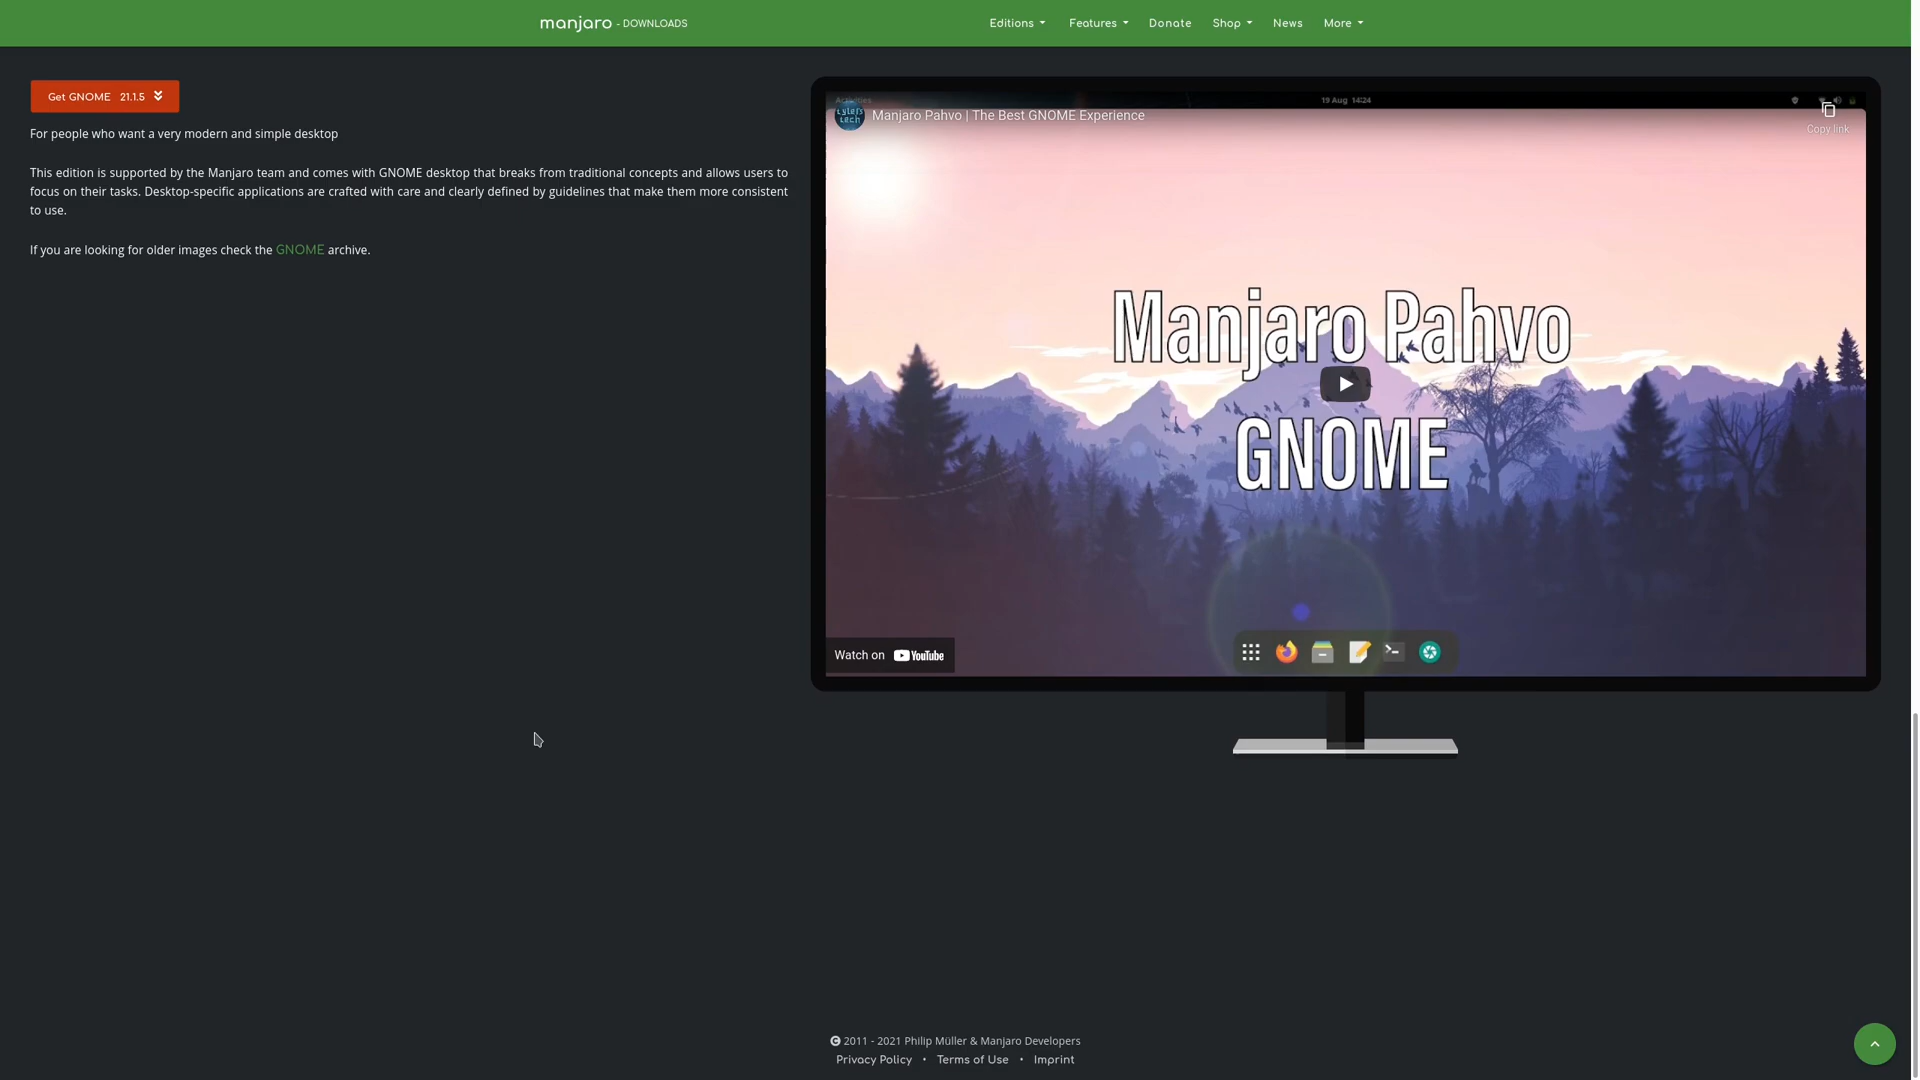 manjaro - DOWNLOADS
Editions
Features
Donate
Shop
News
More
Get GNOME 21.1.5
For people who want a very modern and simple desktop
This edition is supported by the Manjaro team and comes with GNOME desktop that breaks from traditional concepts and allows users to
focus on their tasks. Desktop-specific applications are crafted with care and clearly defined by guidelines that make them more consistent
to use.
If you are looking for older images check the GNOME archive.
Activities
19 Aug 14:24
Manjaro Pahvo | The Best GNOME Experience
Copy link
Manjaro Pahvo
GNOME
Watch on YouTube
© 2011 - 2021 Philip Müller & Manjaro Developers
Privacy Policy • Terms of Use • Imprint